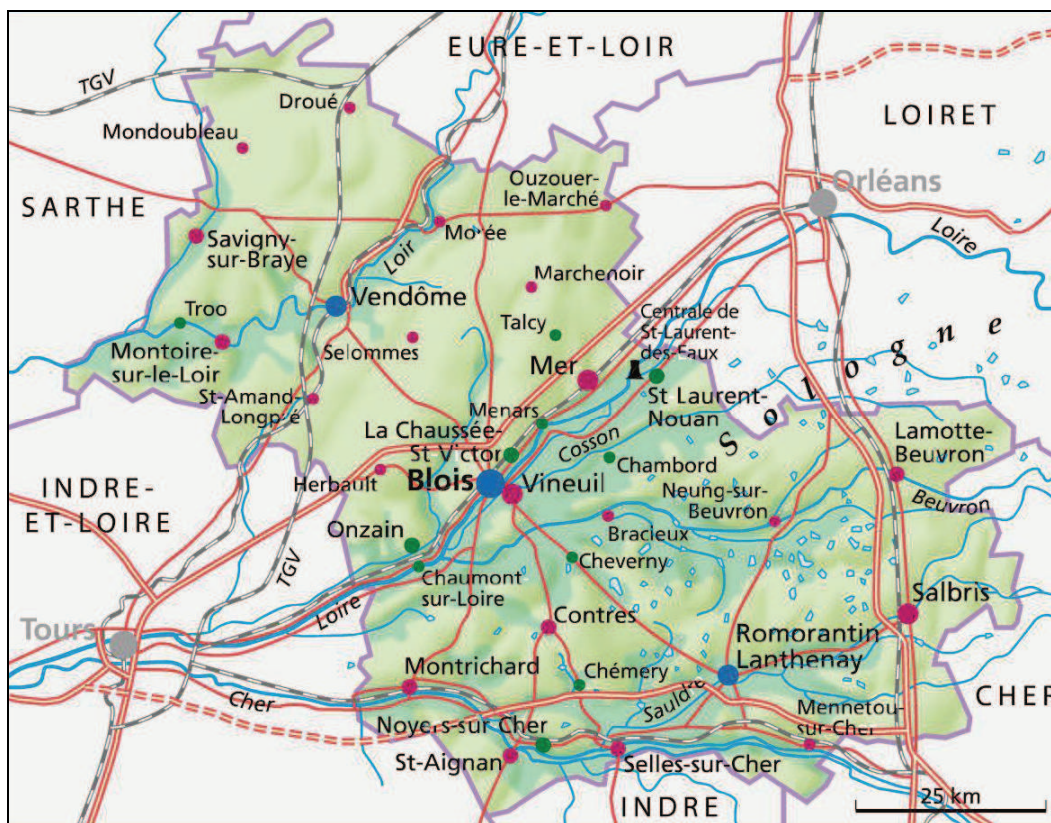 EURE-ET-LOIR
TGV
Droué
LOIRET
Mondoubleau
Ouzouer-
le-Marché
Orléans
SARTHE
Morée
Savigny-
sur-Braye
Loir
Loire
Marchenoir
Vendôme
Troo
Centrale de
St-Laurent-
des-Eaux
Talcy
Selommes
Montoire-
sur-le-Loir
Mer
Sologne
St-Amand-
Longpré
St Laurent-
Nouan
Menars
La Chaussée-
St-Victor
Cosson
Lamotte-
Beuvron
Chambord
Herbault
Blois
Vineuil
Neung-sur-
Beuvron
Beuvron
INDRE-
ET-LOIRE
Bracieux
Onzain
Cheverny
TGV
Chaumont
sur-Loire
Loire
Salbris
Contres
Tours
Romorantin
Lanthenay
Montrichard
Chémery
Cher
Sauldre
CHER
Mennetou-
sur-Cher
Noyers-sur Cher
St-Aignan
Selles-sur-Cher
INDRE
25 km